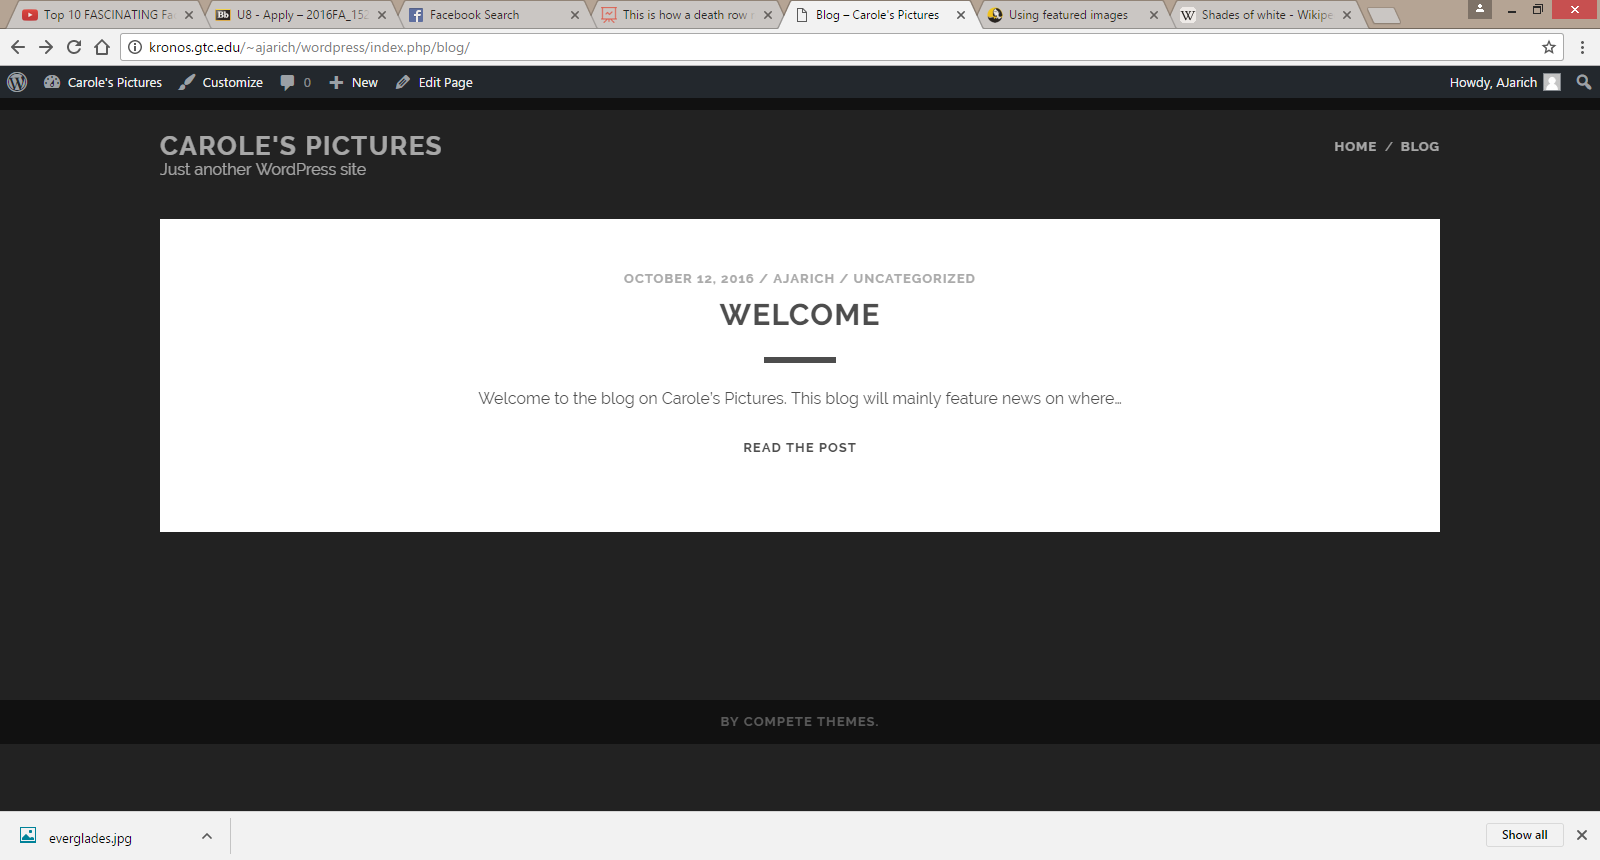 Top 10 FASCINATING Fa
U8 - Apply – 2016FA_152
Facebook Search
This is how a death row
Blog – Carole's Pictures
Using featured images
Shades of white - Wikipe
kronos.gtc.edu/~ajarich/wordpress/index.php/blog/
Carole's Pictures
Customize
0
New
Edit Page
Howdy, AJarich
CAROLE'S PICTURES
Just another WordPress site
HOME / BLOG
OCTOBER 12, 2016 / AJARICH / UNCATEGORIZED
WELCOME
Welcome to the blog on Carole’s Pictures. This blog will mainly feature news on where…
READ THE POST
BY COMPETE THEMES.
everglades.jpg
Show all